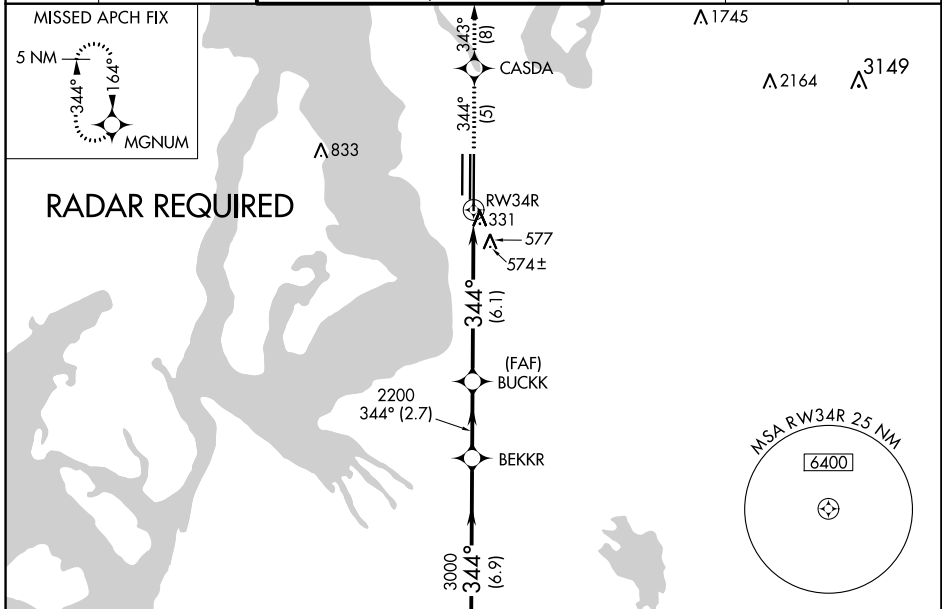 MISSED APCH FIX
5 NM
344°
164°
MGNUM
RADAR REQUIRED
833
343°
(8)
CASDA
344°
(5)
1745
2164
3149
RW34R
331
577
574±
344°
(6.1)
(FAF)
BUCKK
2200
344° (2.7)
BEKKR
3000
344°
(6.9)
MSA RW34R 25 NM
6400